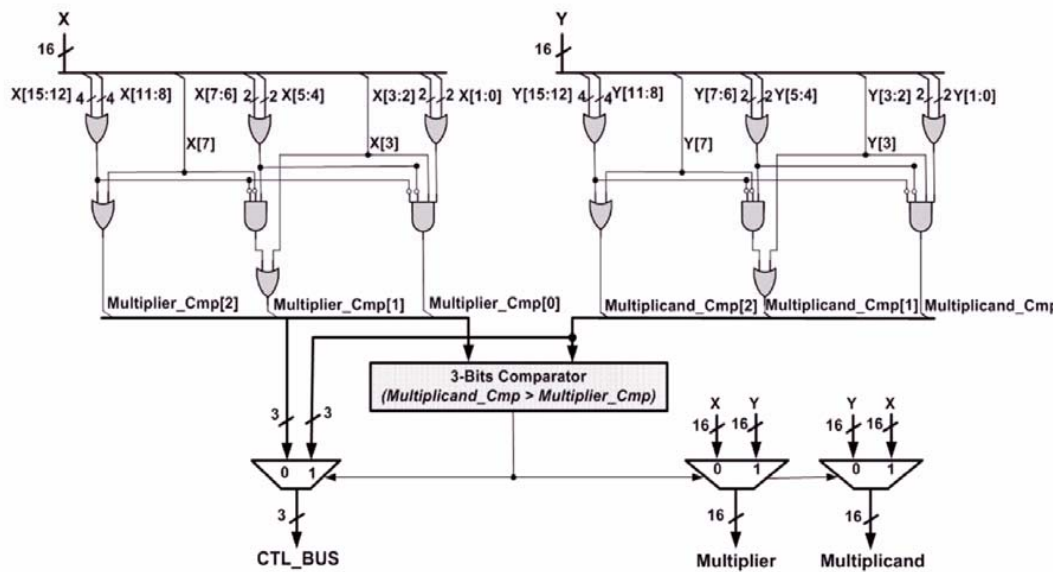 X Y
16 16
X[15:12] 4 4 X[11:8] X[7:6] 2 2 X[5:4] X[3:2] 2 2 X[1:0] Y[15:12] 4 4 Y[11:8] Y[7:6] 2 2 Y[5:4] Y[3:2] 2 2 Y[1:0]
X[7] X[3] Y[7] Y[3]
Multiplier_Cmp[2] Multiplier_Cmp[1] Multiplier_Cmp[0] Multiplicand_Cmp[2] Multiplicand_Cmp[1] Multiplicand_Cmp
3-Bits Comparator
(Multiplicand_Cmp > Multiplier_Cmp)
X Y Y X
3 3 16 16 16 16
0 1 0 1 0 1
3 16 16
CTL_BUS Multiplier Multiplicand